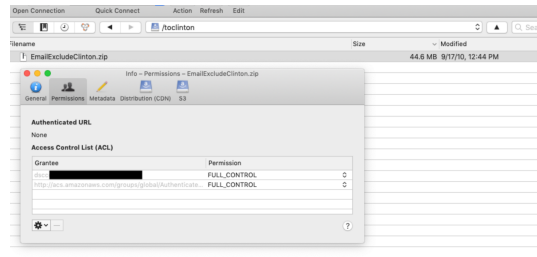 Open Connection Quick Connect Action Refresh Edit
/toclinton
Filename Size Modified
EmailExcludeClinton.zip 44.6 MB 9/17/10, 12:44 PM
Info – Permissions – EmailExcludeClinton.zip
General Permissions Metadata Distribution (CDN) S3
Authenticated URL
None
Access Control List (ACL)
Grantee Permission
FULL_CONTROL
http://acs.amazonaws.com/groups/global/Authenticate... FULL_CONTROL
?